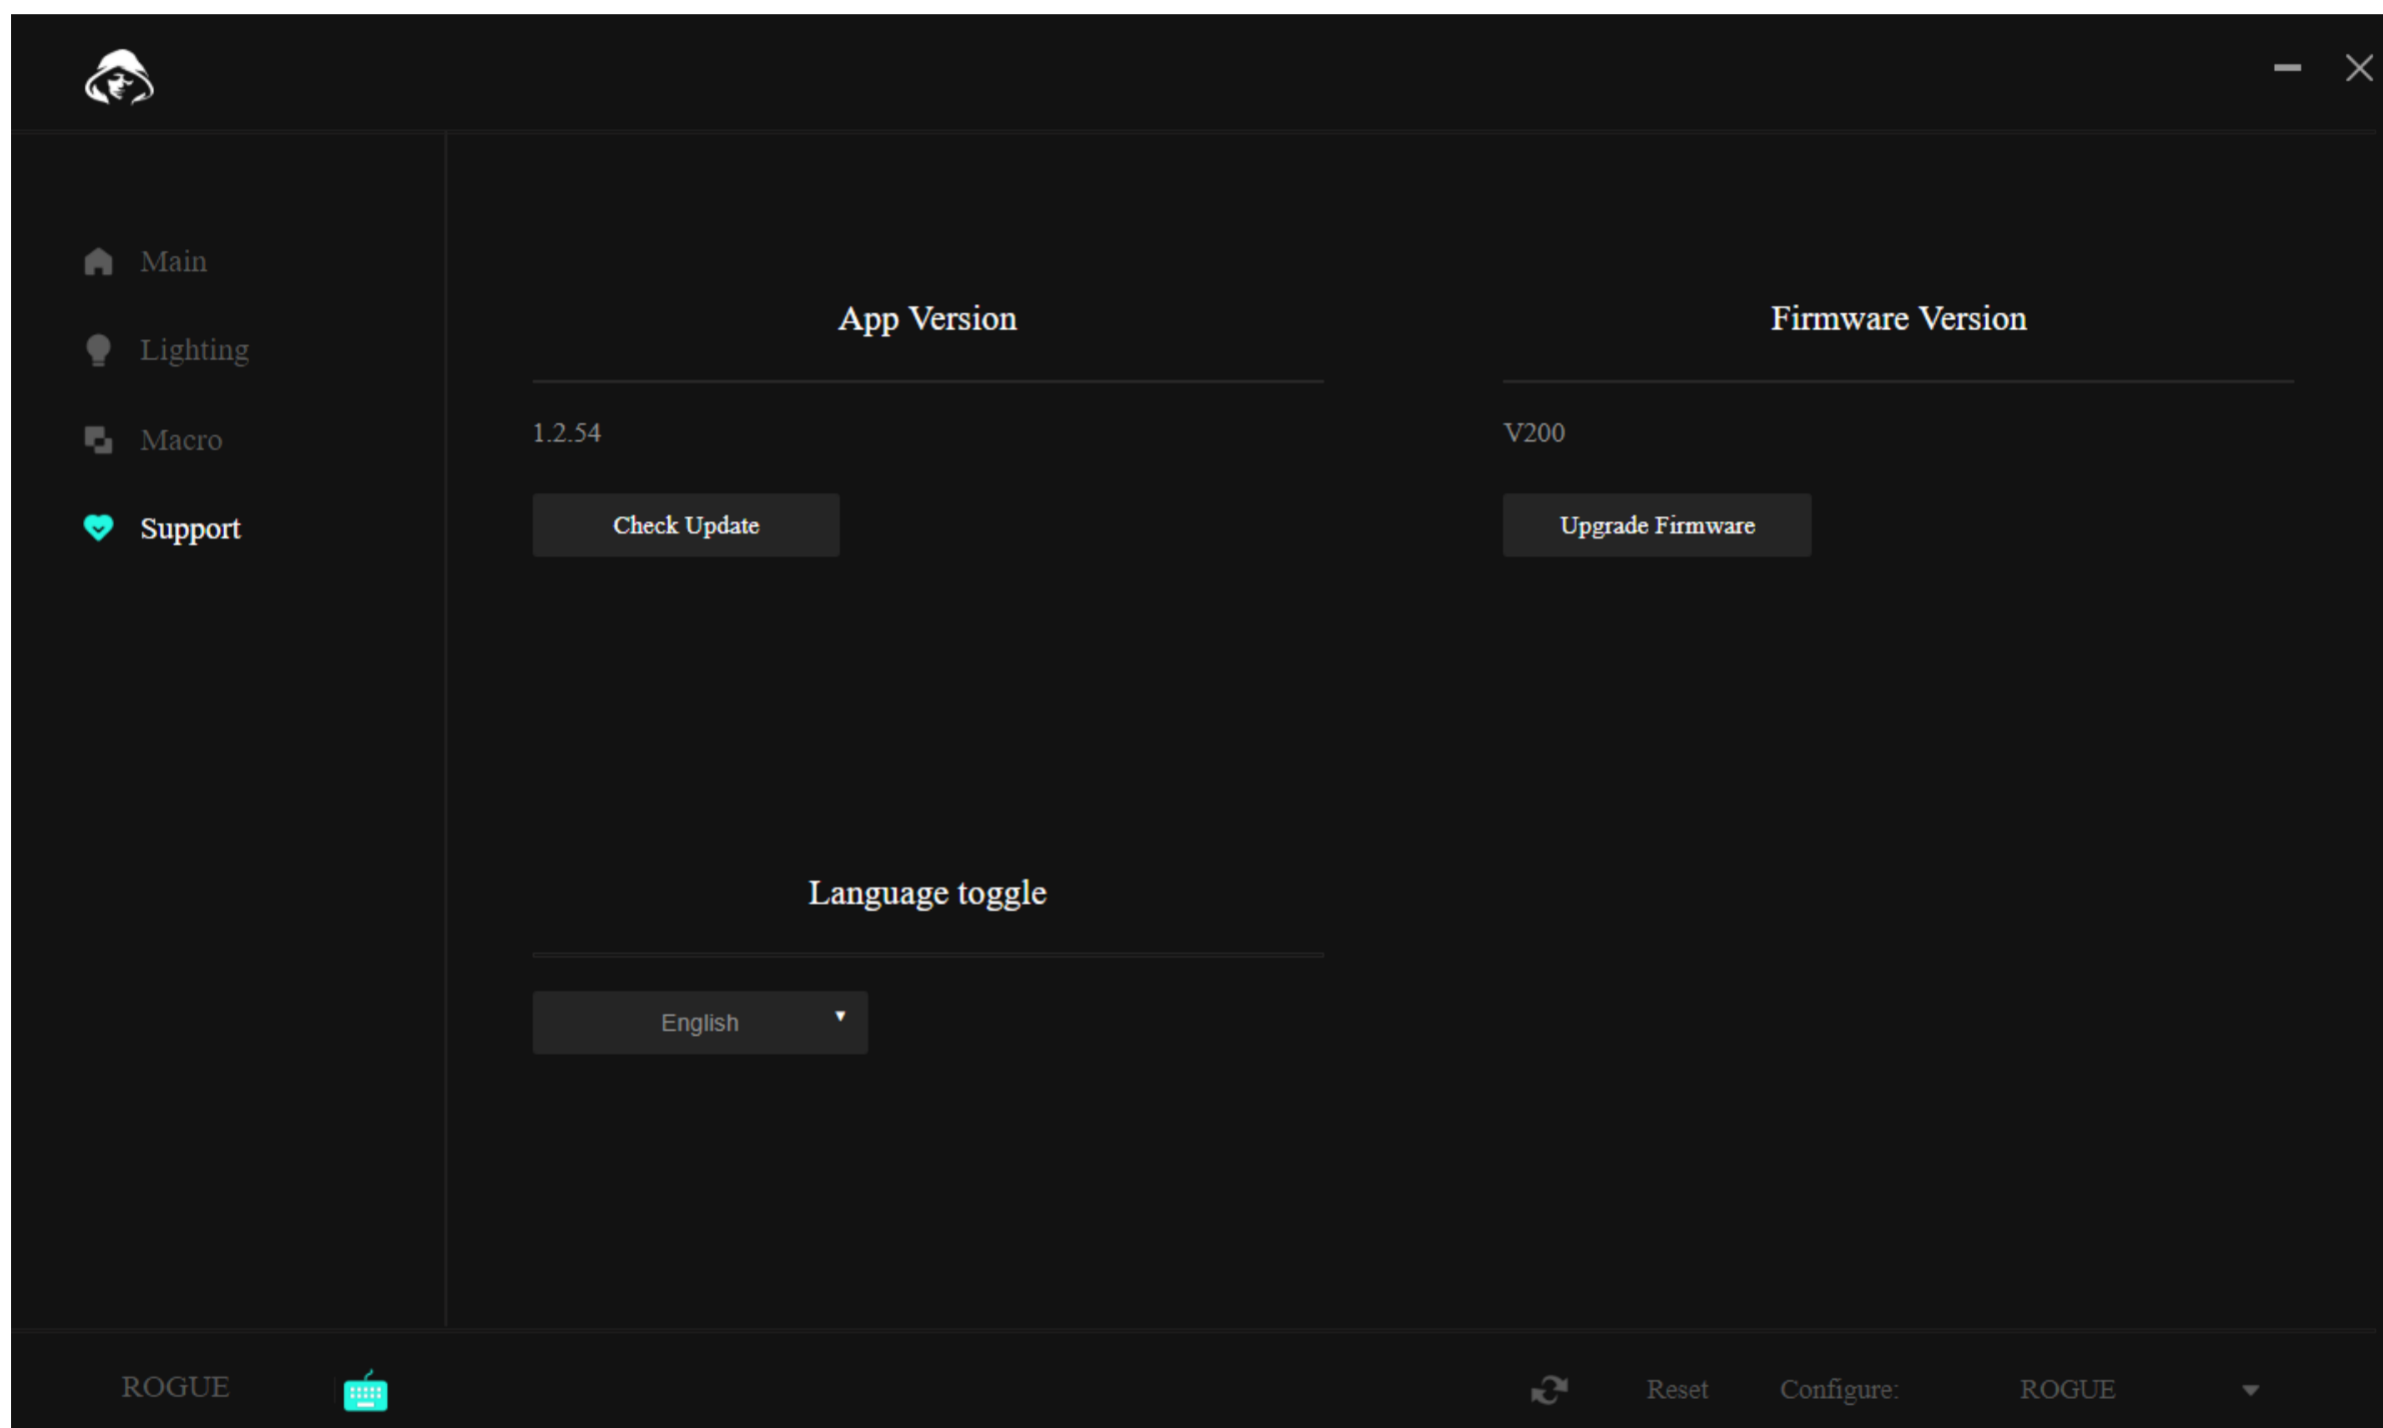 Main
Lighting
Macro
Support
App Version
1.2.54
Check Update
Firmware Version
V200
Upgrade Firmware
Language toggle
English
ROGUE
Reset
Configure:
ROGUE